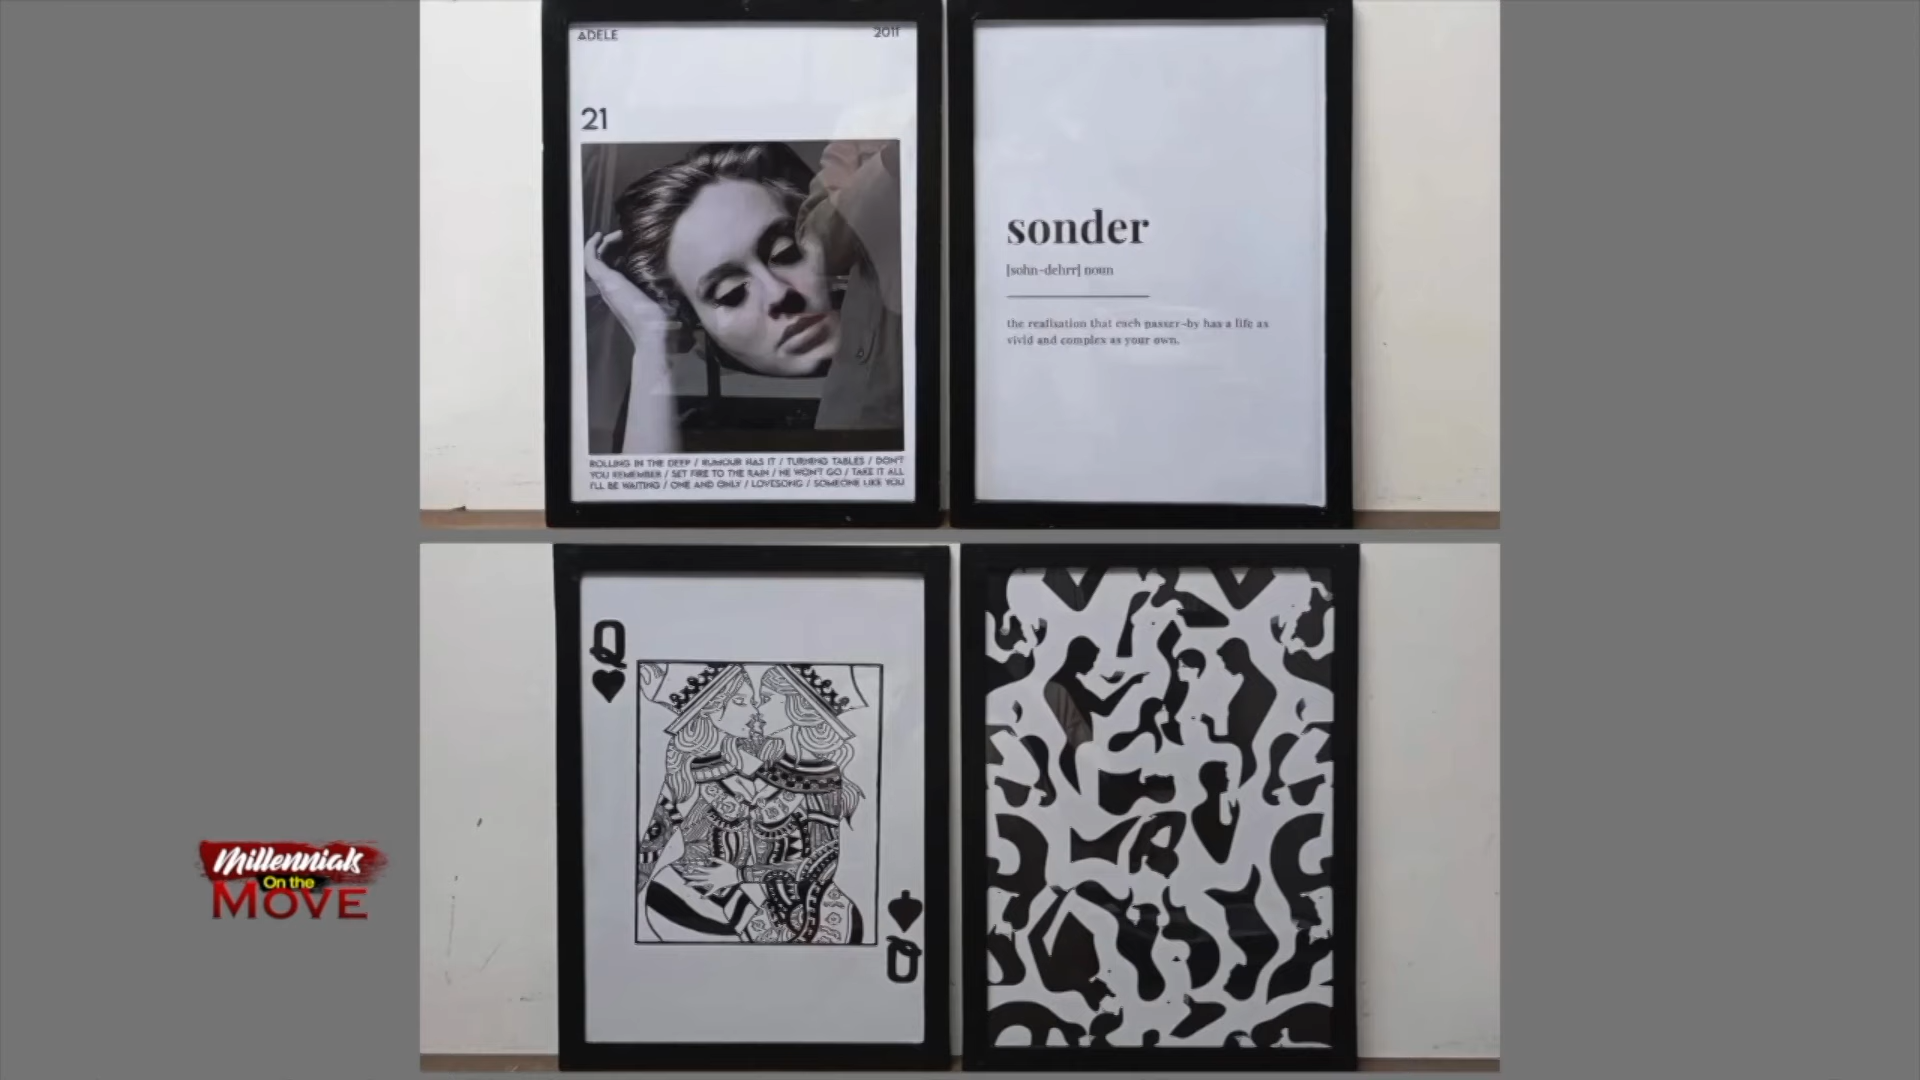 ADELE
2011
21
ROLLING IN THE DEEP / RUMOUR HAS IT / TURNING TABLES / DON'T
YOU REMEMBER / SET FIRE TO THE RAIN / HE WON'T GO / TAKE IT ALL
I'LL BE WAITING / ONE AND ONLY / LOVESONG / SOMEONE LIKE YOU
sonder
[sohn-dehrr] noun
the realisation that each passer-by has a life as
vivid and complex as your own.
Q
Q
Millennials
On the
MOVE